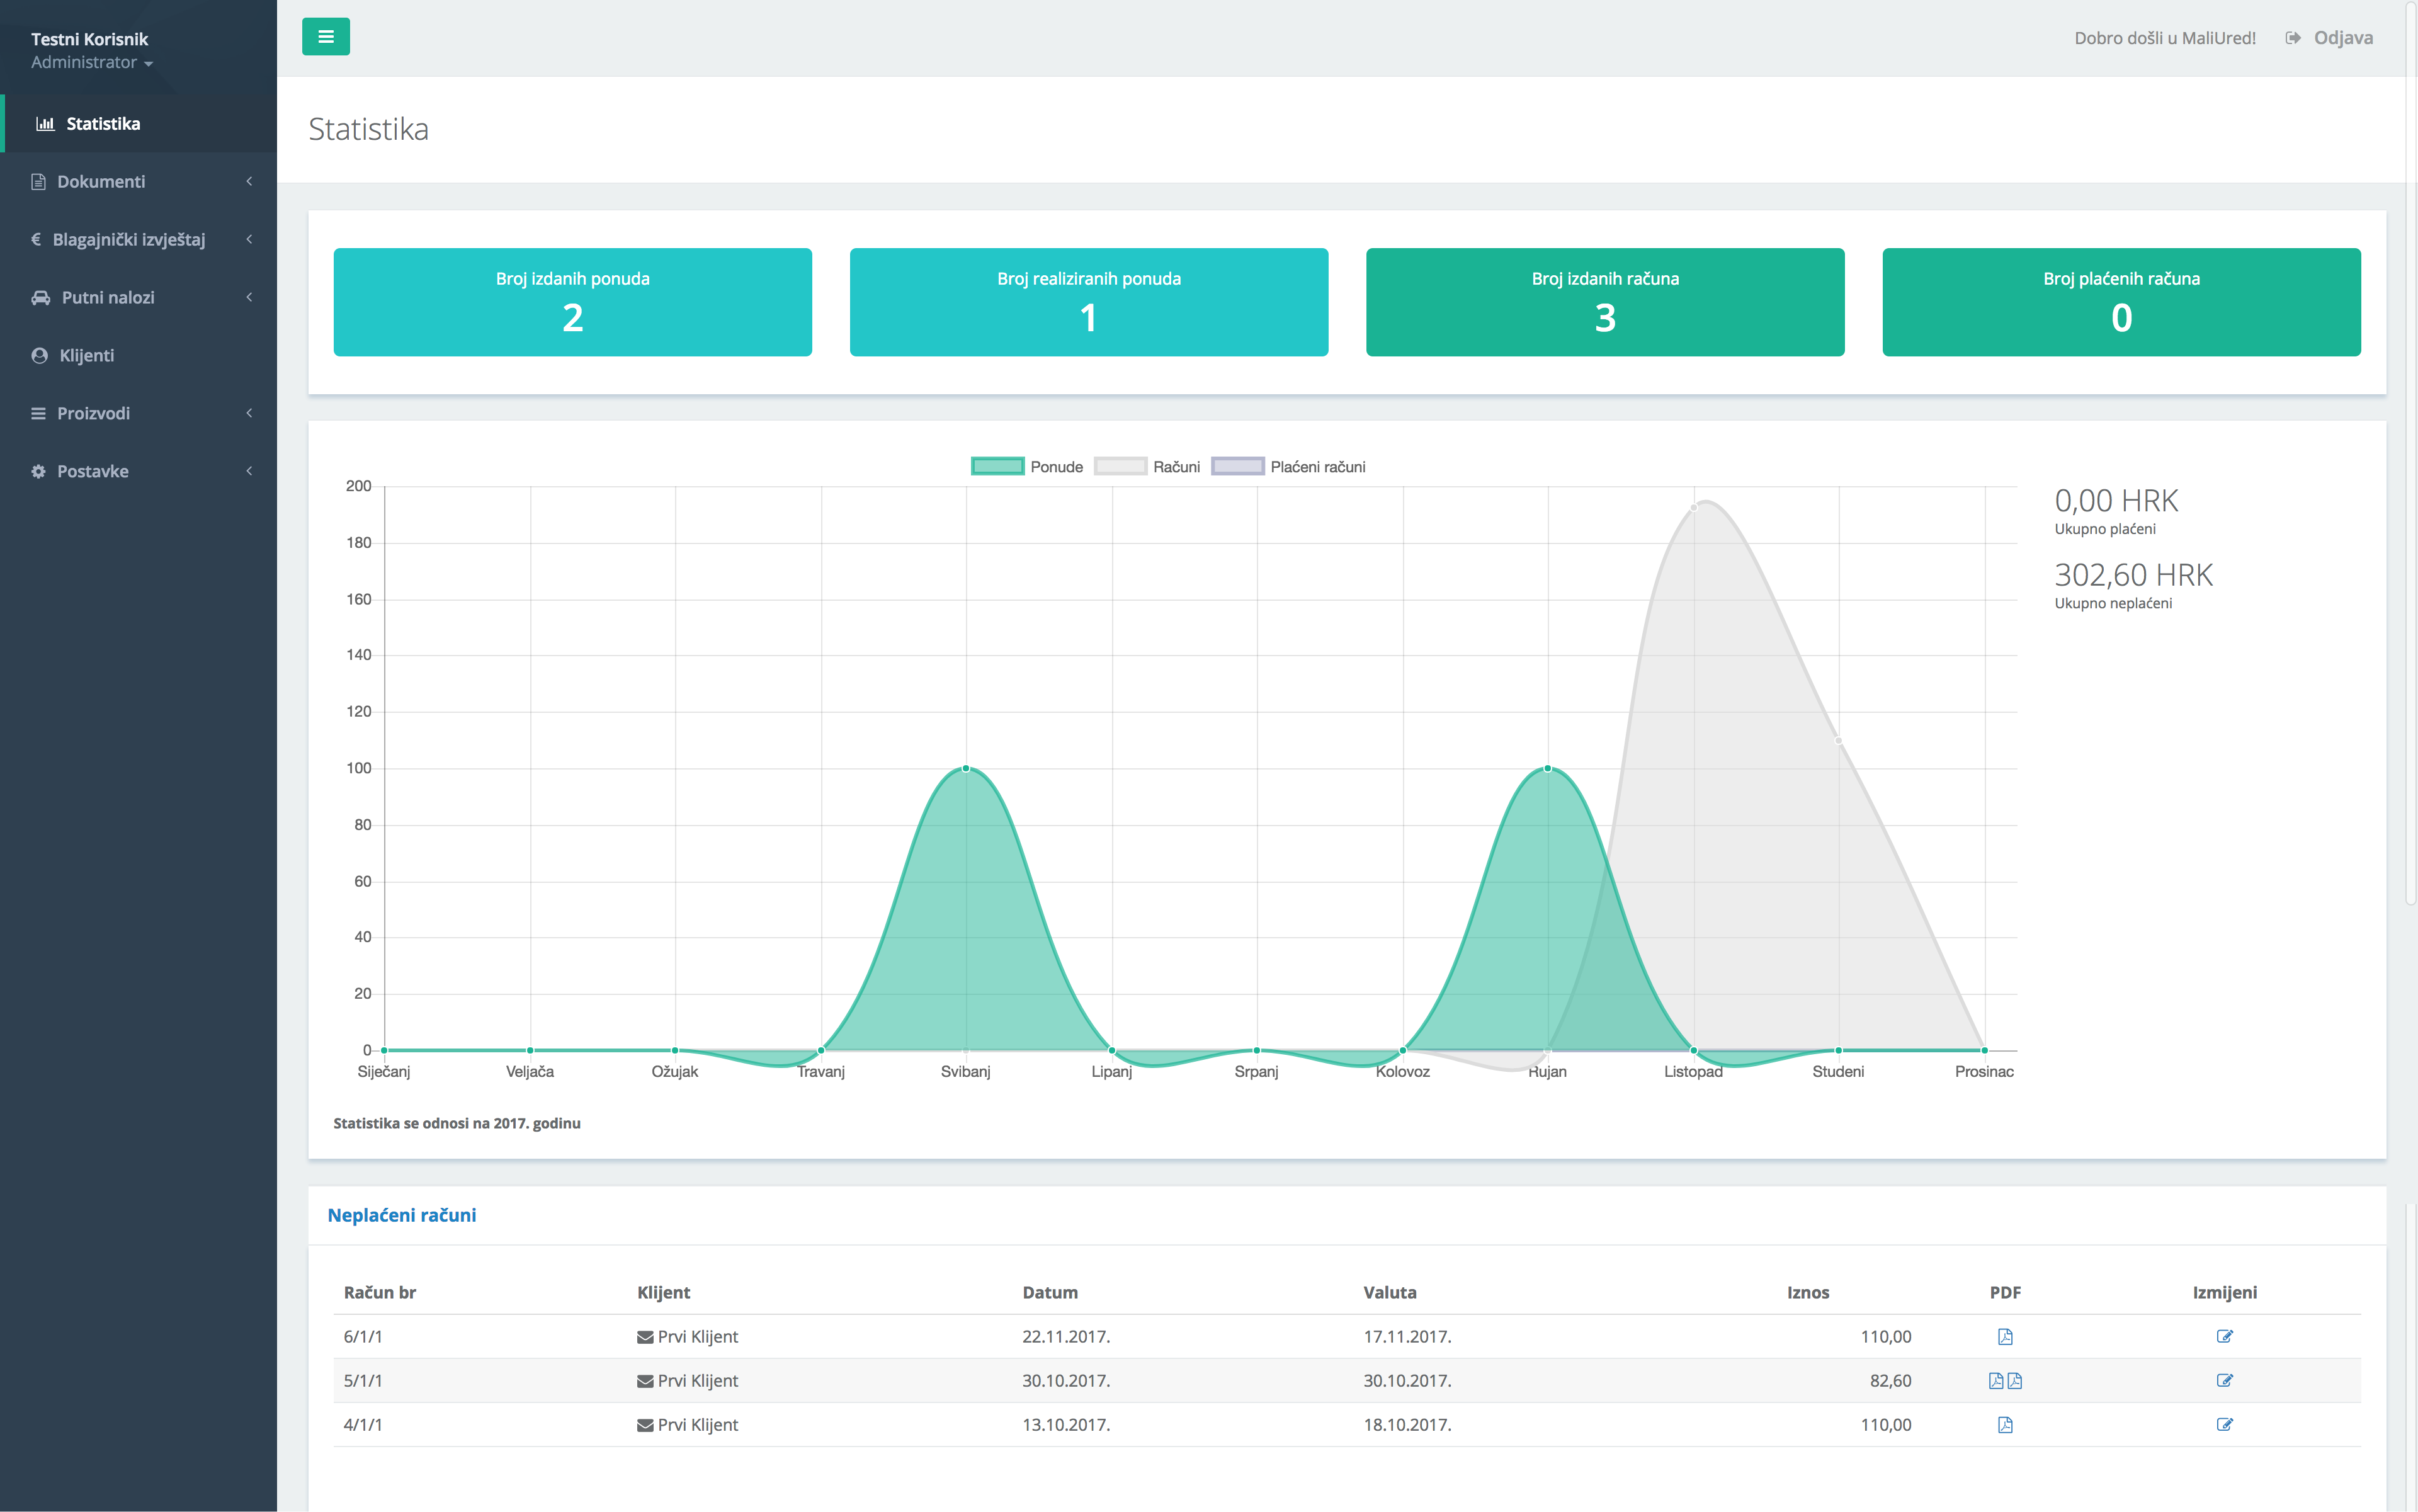 Testni Korisnik
Administrator
Dobro došli u MaliUred! Odjava
Statistika
Dokumenti
€ Blagajnički izvještaj
Putni nalozi
Klijenti
Proizvodi
Postavke
Statistika
Broj izdanih ponuda
2
Broj realiziranih ponuda
1
Broj izdanih računa
3
Broj plaćenih računa
0
Ponude Računi Plaćeni računi
200
180
160
140
120
100
80
60
40
20
0
Siječanj Veljača Ožujak Travanj Svibanj Lipanj Srpanj Kolovoz Rujan Listopad Studeni Prosinac
0,00 HRK
Ukupno plaćeni
302,60 HRK
Ukupno neplaćeni
Statistika se odnosi na 2017. godinu
Neplaćeni računi
Račun br Klijent Datum Valuta Iznos PDF Izmijeni
6/1/1 Prvi Klijent 22.11.2017. 17.11.2017. 110,00
5/1/1 Prvi Klijent 30.10.2017. 30.10.2017. 82,60
4/1/1 Prvi Klijent 13.10.2017. 18.10.2017. 110,00